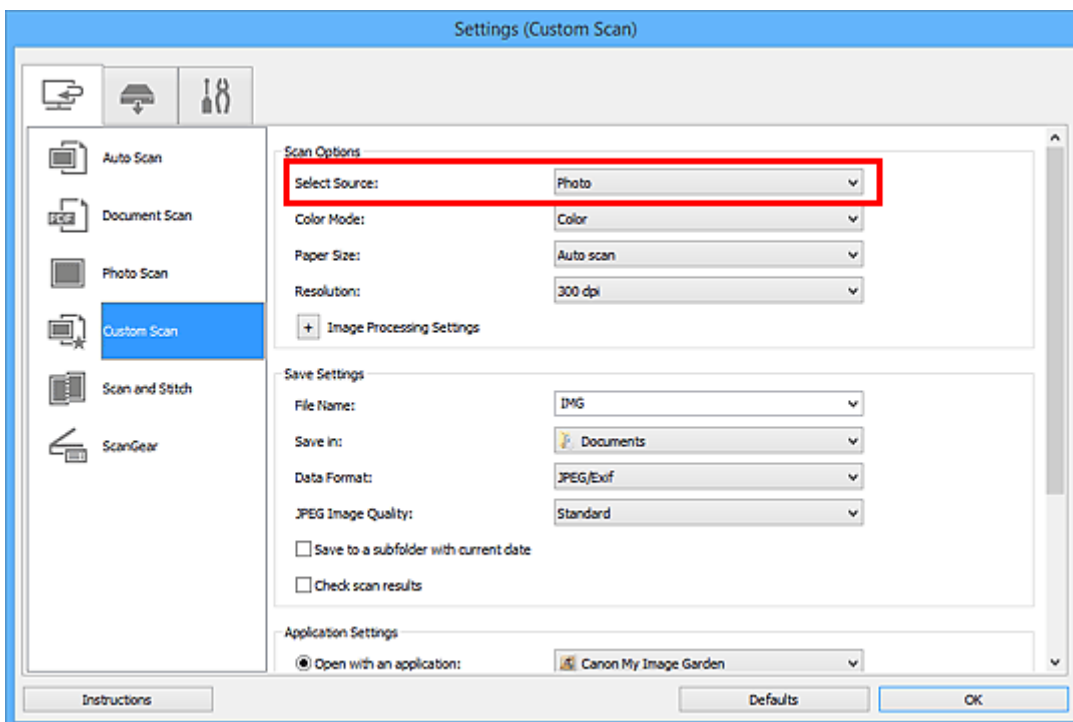 Settings (Custom Scan)
Auto Scan
Document Scan
Photo Scan
Custom Scan
Scan and Stitch
ScanGear
Scan Options
Select Source: Photo
Color Mode: Color
Paper Size: Auto scan
Resolution: 300 dpi
+ Image Processing Settings
Save Settings
File Name: IMG
Save in: Documents
Data Format: JPEG/Exif
JPEG Image Quality: Standard
Save to a subfolder with current date
Check scan results
Application Settings
Open with an application: Canon My Image Garden
Instructions Defaults OK